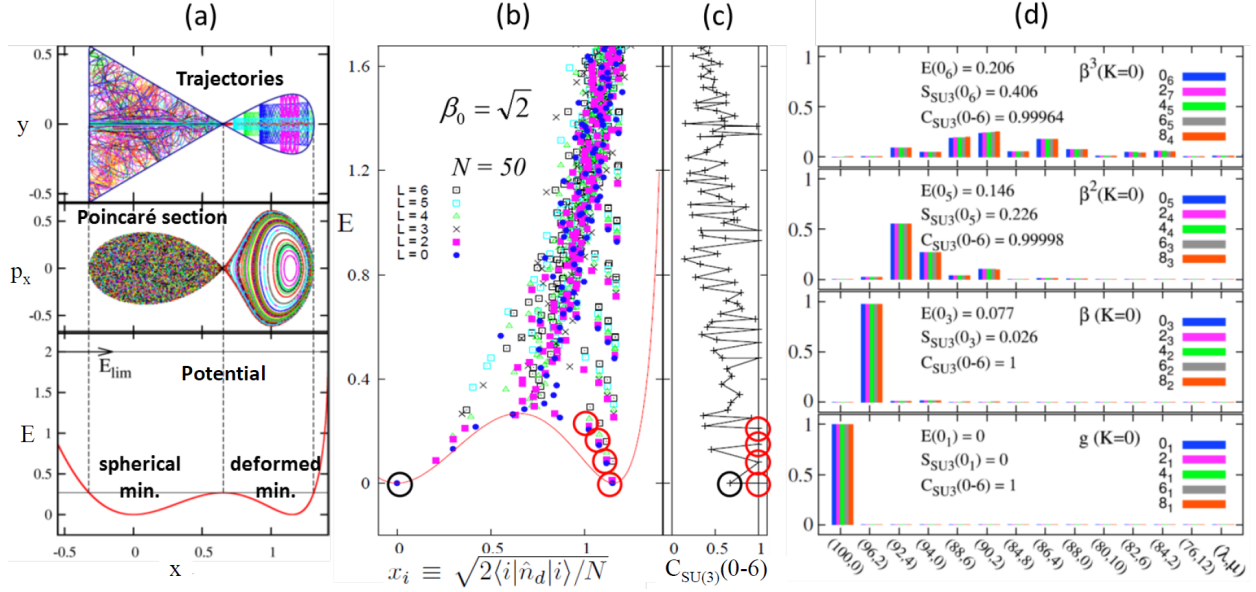 (a)
(b)
(c)
(d)
0.5
y
0
-0.5
Trajectories
0.5
px
0
-0.5
Poincaré section
2
1.5
E
1
0.5
0
Elim
Potential
spherical
min.
deformed
min.
-0.5
0
0.5
1
x
1.6
1.2
E
0.8
0.4
0
β0 = √2
N = 50
L = 6
L = 5
L = 4
L = 3
L = 2
L = 0
0
0.5
1
xi ≡ √2⟨i|n̂d|i⟩/N
0
0.5
1
CSU(3)(0-6)
1
0.5
0
E(06) = 0.206
SSU3(06) = 0.406
CSU3(0-6) = 0.99964
β3(K=0)
06
27
45
65
84
1
0.5
0
E(05) = 0.146
SSU3(05) = 0.226
CSU3(0-6) = 0.99998
β2(K=0)
05
24
44
63
83
1
0.5
0
E(03) = 0.077
SSU3(03) = 0.026
CSU3(0-6) = 1
β (K=0)
03
23
42
62
82
1
0.5
0
E(01) = 0
SSU3(01) = 0
CSU3(0-6) = 1
g (K=0)
01
21
41
61
81
(100,0)
(96,2)
(92,4)
(94,0)
(88,6)
(90,2)
(84,8)
(86,4)
(88,0)
(80,10)
(82,6)
(84,2)
(76,12)
(λ,μ)